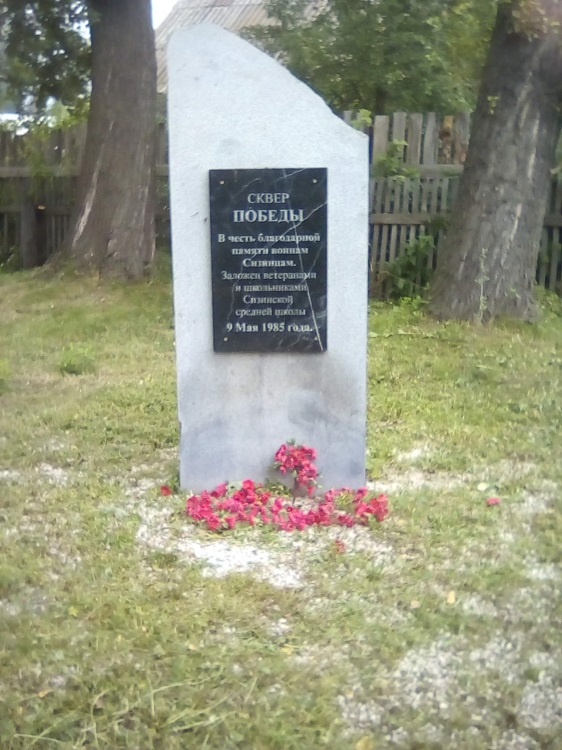 СКВЕР
ПОБЕДЫ
В честь благодарной
памяти воинам
Сизинцам.
Заложен ветеранами
и школьниками
Сизинской
средней школы
9 Мая 1985 года.